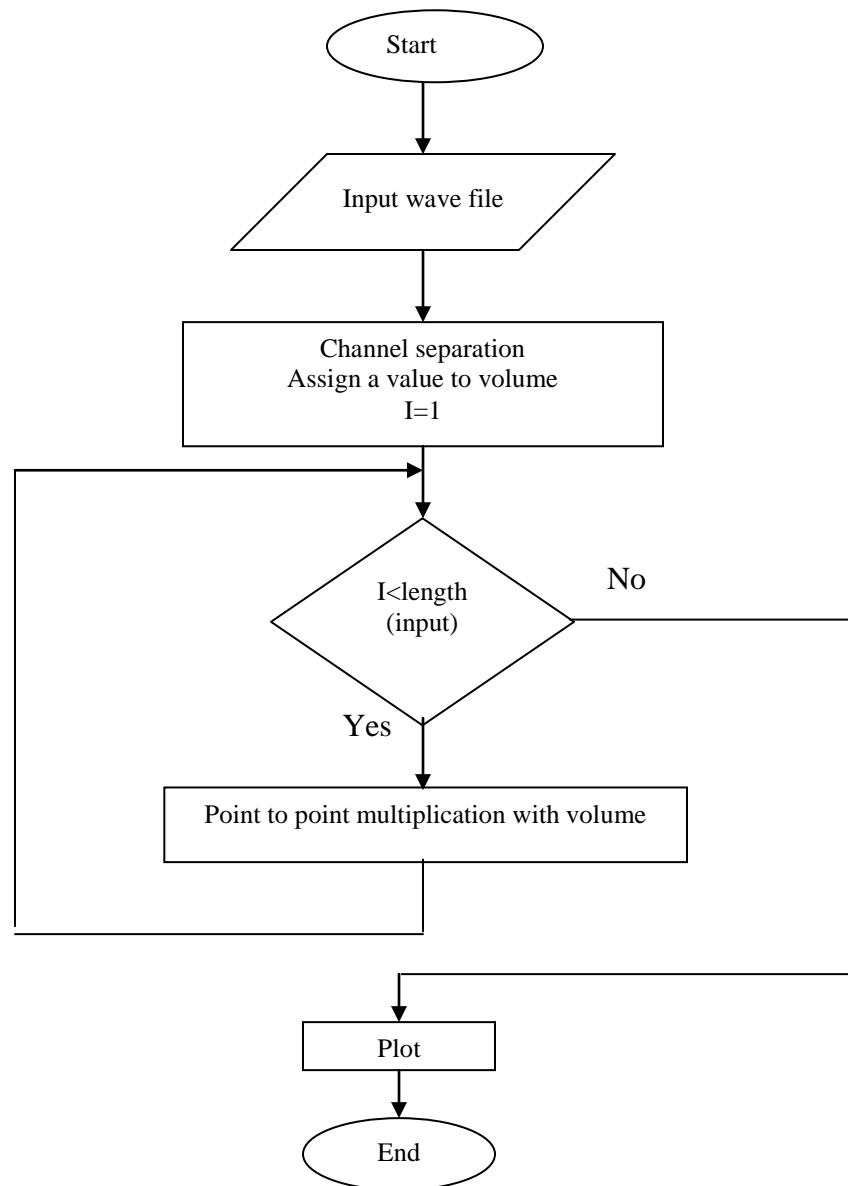 Start
Input wave file
Channel separation
Assign a value to volume
I=1
I<length
(input)
No
Yes
Point to point multiplication with volume
Plot
End